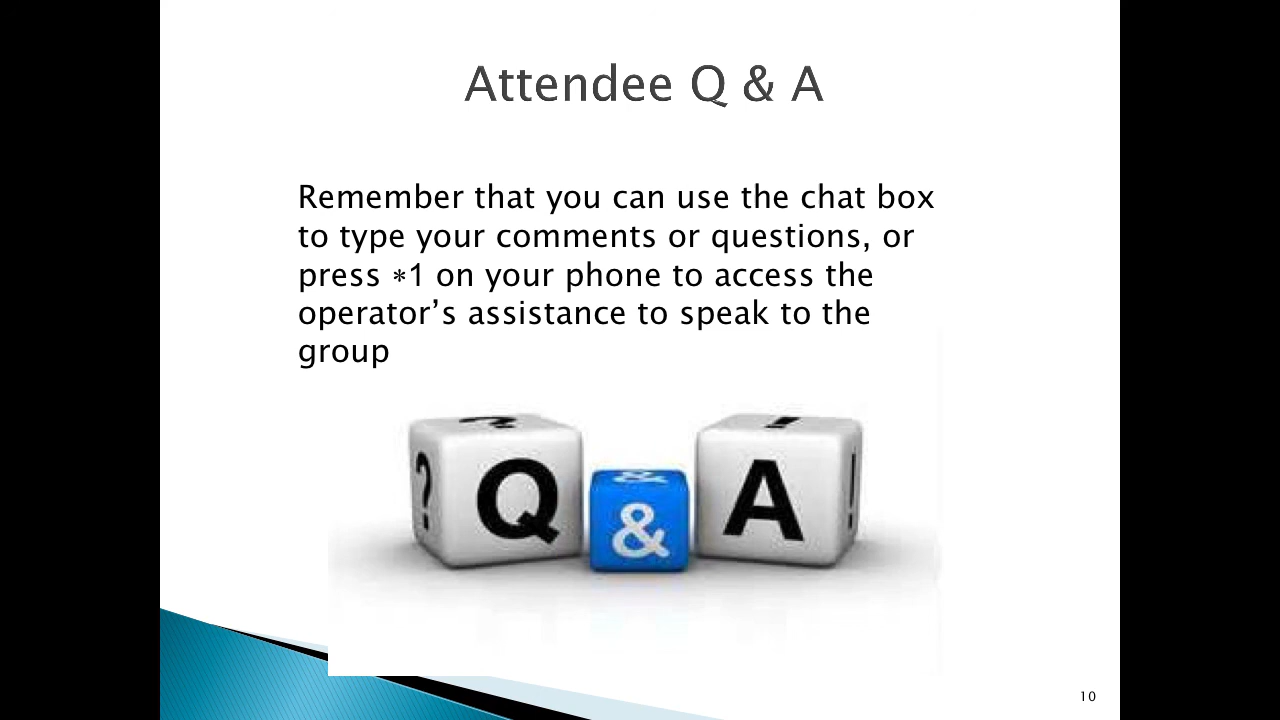 Attendee Q & A
Remember that you can use the chat box
to type your comments or questions, or
press *1 on your phone to access the
operator’s assistance to speak to the
group
? ? Q & & A ! !
10